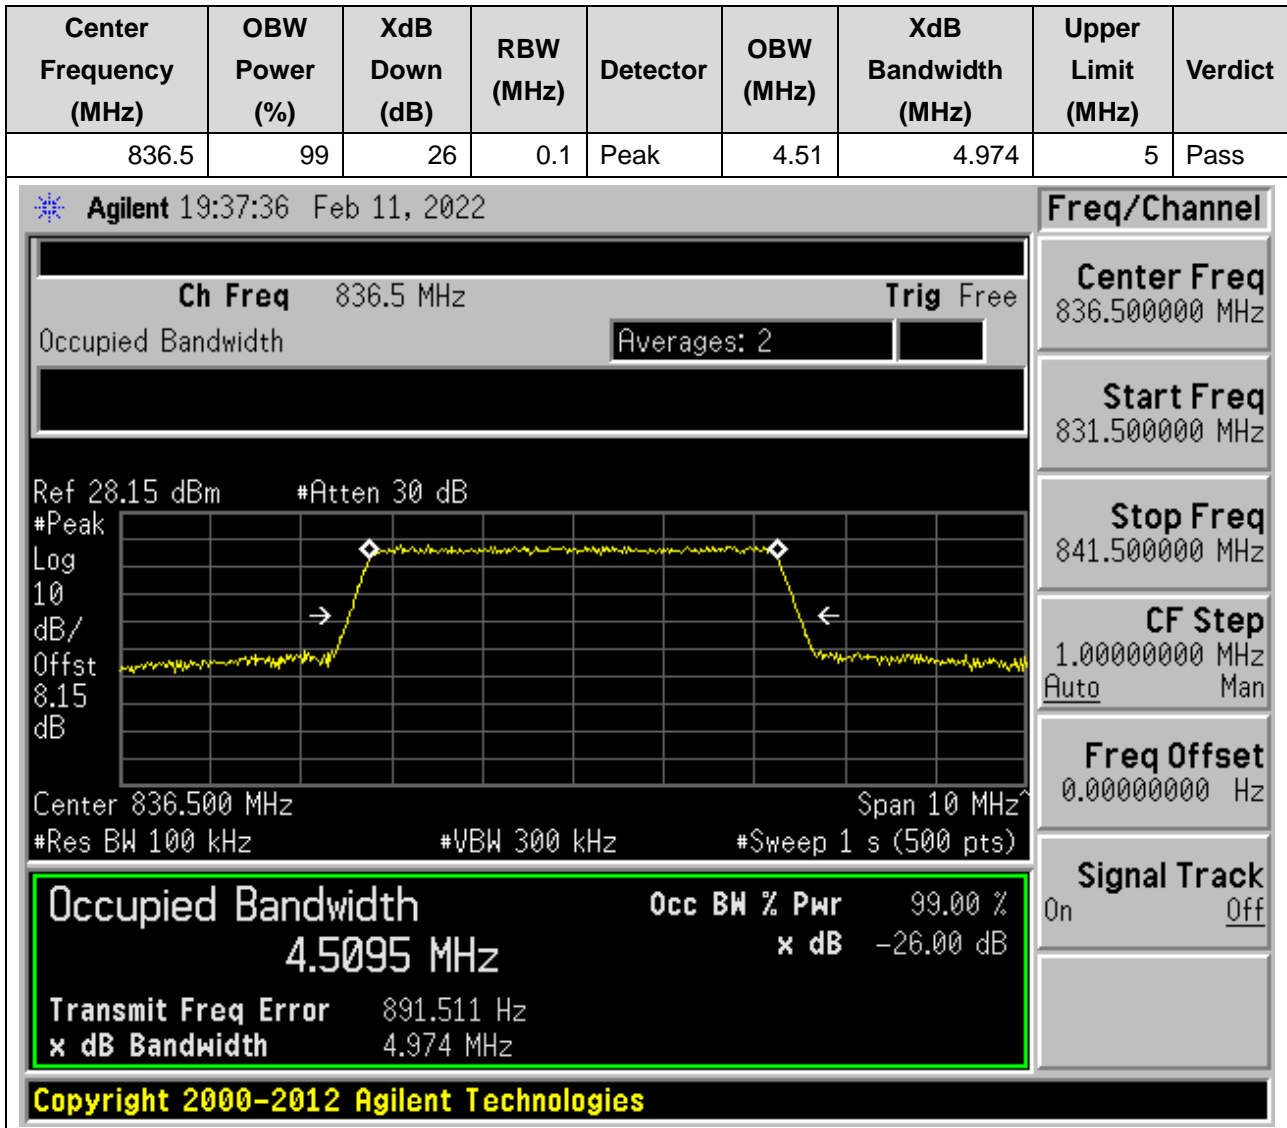 Center Frequency (MHz) OBW Power (%) XdB Down (dB) RBW (MHz) Detector OBW (MHz) XdB Bandwidth (MHz) Upper Limit (MHz) Verdict
836.5 99 26 0.1 Peak 4.51 4.974 5 Pass
Agilent 19:37:36 Feb 11, 2022
Freq/Channel
Ch Freq 836.5 MHz Trig Free
Occupied Bandwidth Averages: 2
Center Freq
836.500000 MHz
Start Freq
831.500000 MHz
Stop Freq
841.500000 MHz
CF Step
1.00000000 MHz
Auto Man
Freq Offset
0.00000000 Hz
Signal Track
On Off
Ref 28.15 dBm #Atten 30 dB
#Peak
Log
10
dB/
Offst
8.15
dB
Center 836.500 MHz Span 10 MHz^
#Res BW 100 kHz #VBW 300 kHz #Sweep 1 s (500 pts)
Occupied Bandwidth Occ BW % Pwr 99.00 %
4.5095 MHz x dB -26.00 dB
Transmit Freq Error 891.511 Hz
x dB Bandwidth 4.974 MHz
Copyright 2000-2012 Agilent Technologies